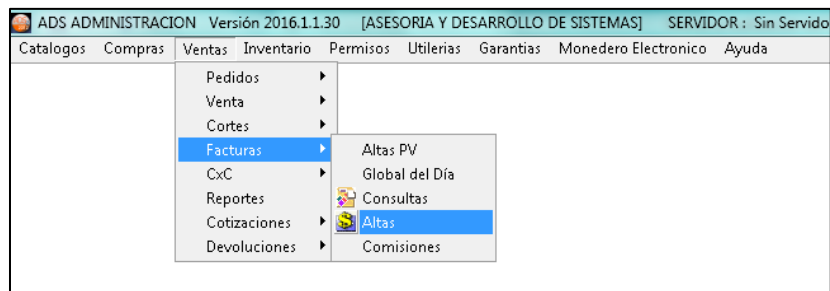 ADS ADMINISTRACION Versión 2016.1.1.30 [ASESORIA Y DESARROLLO DE SISTEMAS] SERVIDOR : Sin Servido
Catalogos Compras Ventas Inventario Permisos Utilerias Garantias Monedero Electronico Ayuda
Pedidos
Venta
Cortes
Facturas
CxC
Reportes
Cotizaciones
Devoluciones
Altas PV
Global del Día
Consultas
Altas
Comisiones